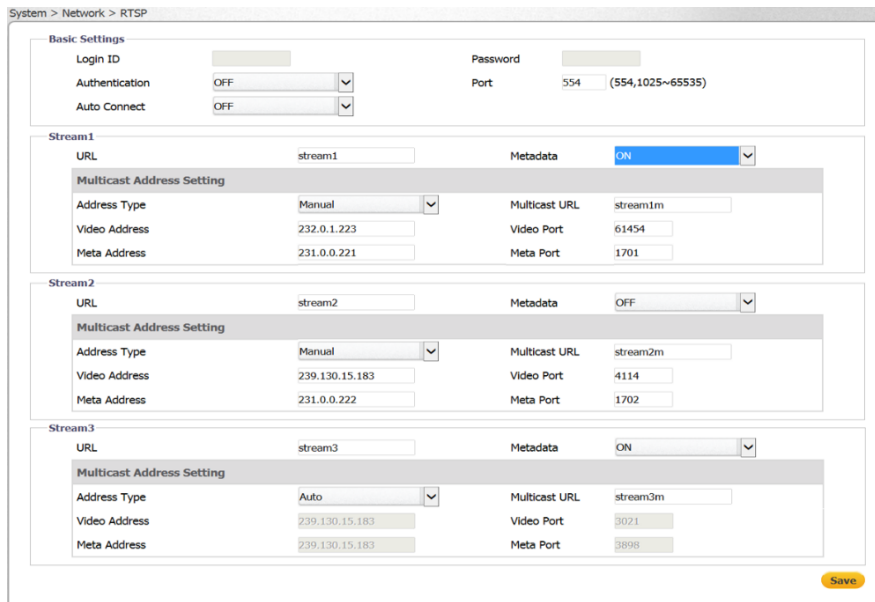 System > Network > RTSP
Basic Settings
Login ID Password
Authentication OFF Port 554 (554,1025~65535)
Auto Connect OFF
Stream1
URL stream1 Metadata ON
Multicast Address Setting
Address Type Manual Multicast URL stream1m
Video Address 232.0.1.223 Video Port 61454
Meta Address 231.0.0.221 Meta Port 1701
Stream2
URL stream2 Metadata OFF
Multicast Address Setting
Address Type Manual Multicast URL stream2m
Video Address 239.130.15.183 Video Port 4114
Meta Address 231.0.0.222 Meta Port 1702
Stream3
URL stream3 Metadata ON
Multicast Address Setting
Address Type Auto Multicast URL stream3m
Video Address 239.130.15.183 Video Port 3021
Meta Address 239.130.15.183 Meta Port 3898
Save